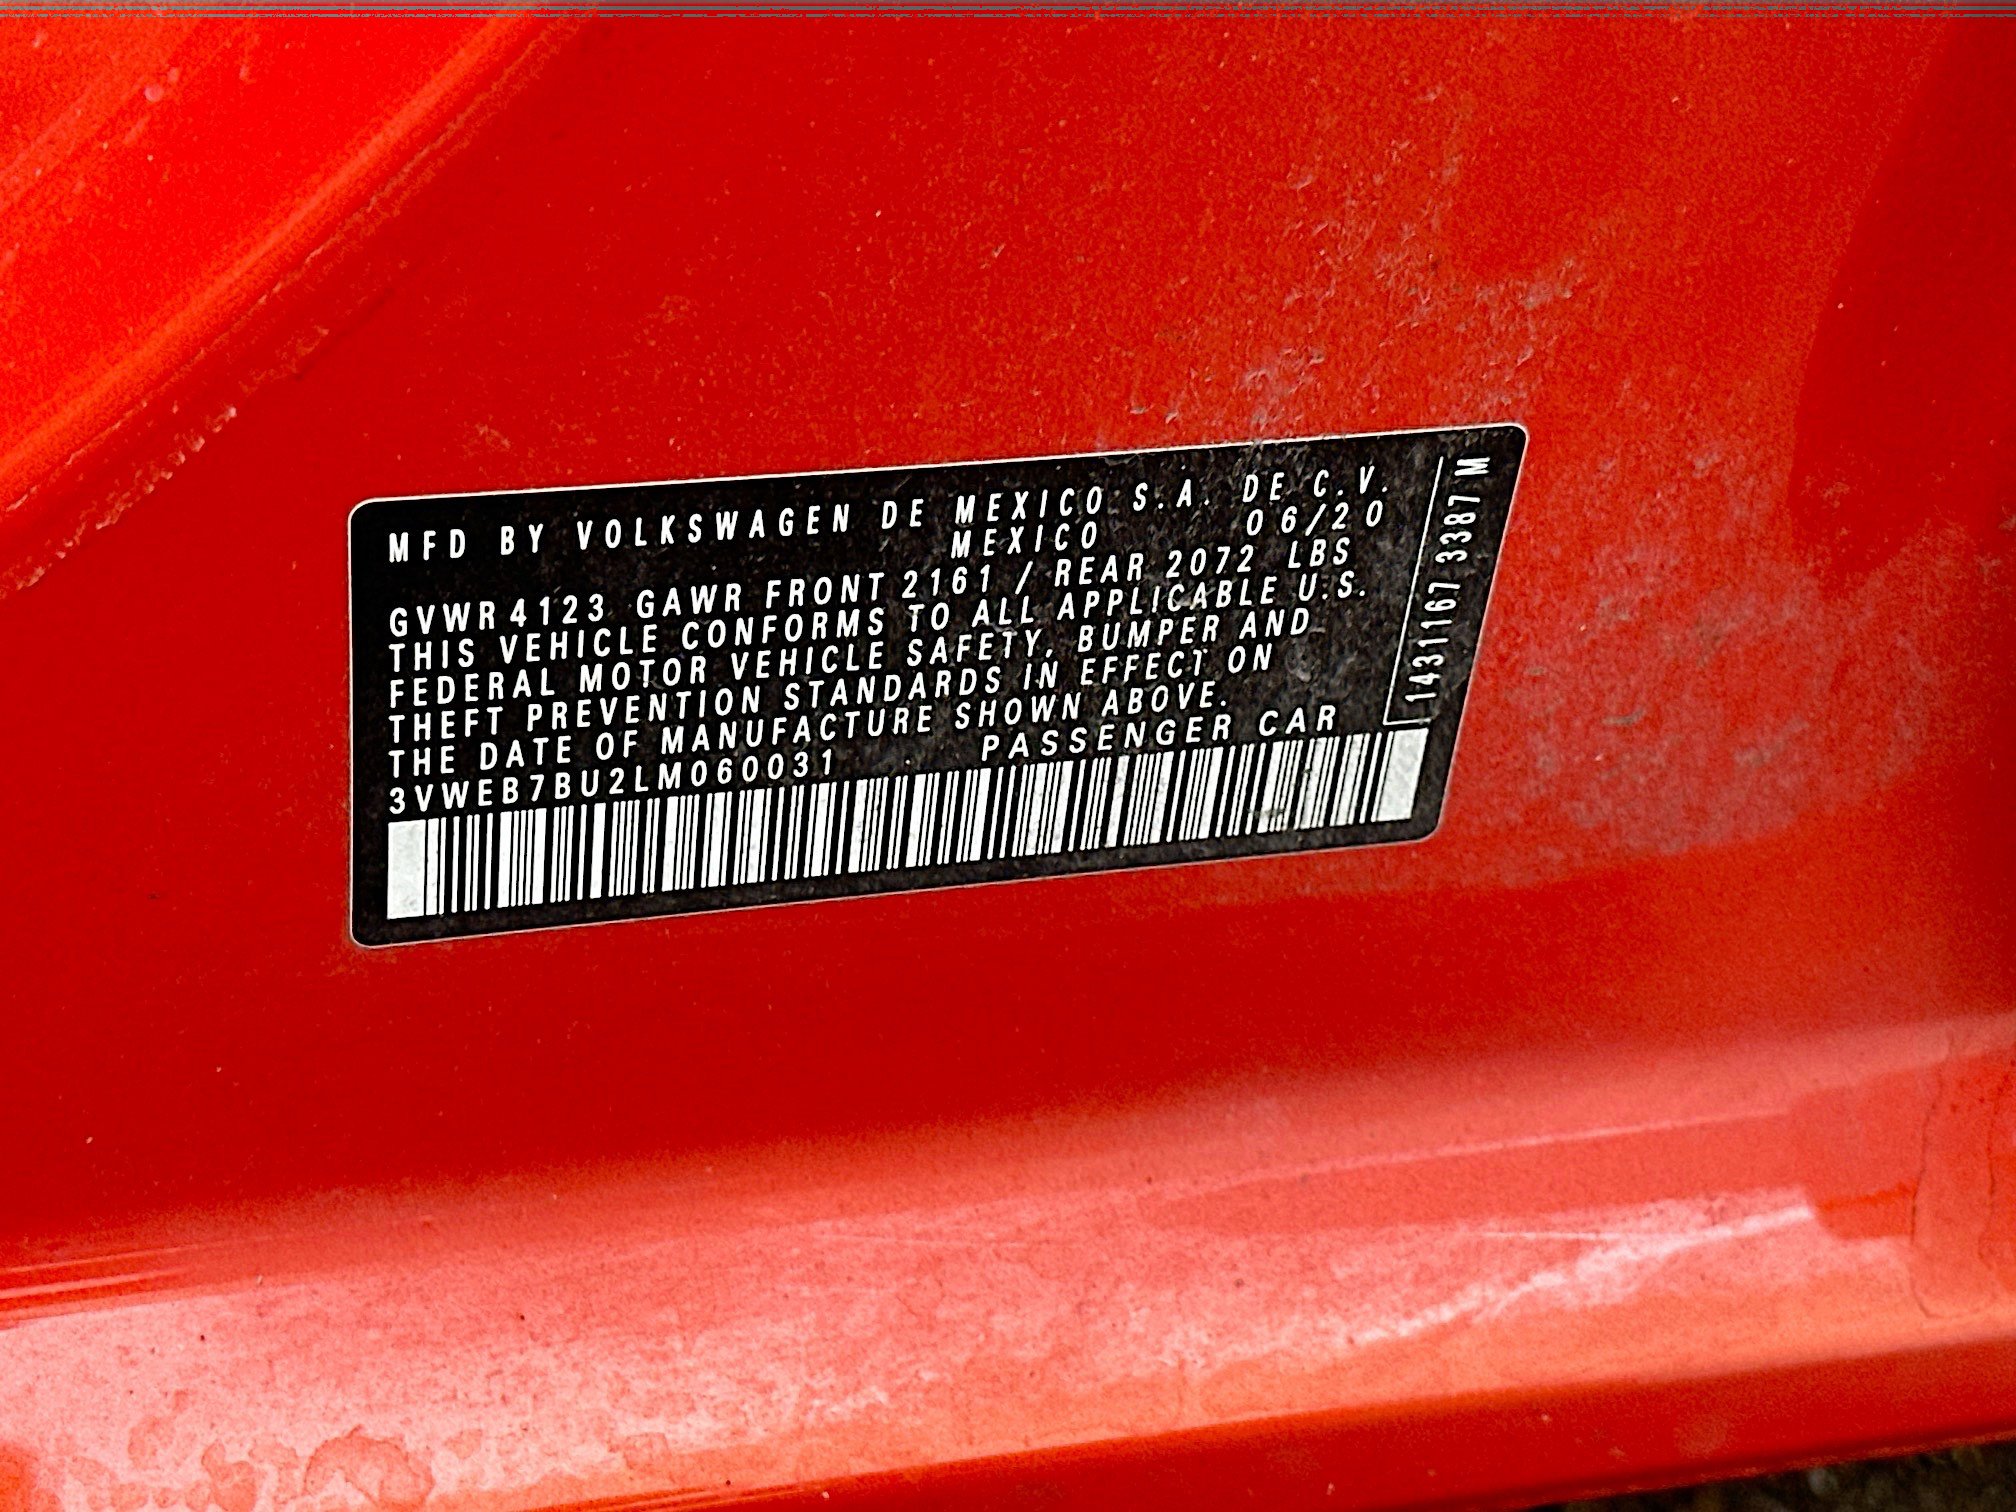 MFD BY VOLKSWAGEN DE MEXICO S.A. DE C.V.
MEXICO 06/20
GVWR 4123 GAWR FRONT 2161 / REAR 2072 LBS
THIS VEHICLE CONFORMS TO ALL APPLICABLE U.S.
FEDERAL MOTOR VEHICLE SAFETY, BUMPER AND
THEFT PREVENTION STANDARDS IN EFFECT ON
THE DATE OF MANUFACTURE SHOWN ABOVE.
3VWEB7BU2LM060031 PASSENGER CAR
1431167 3387 M